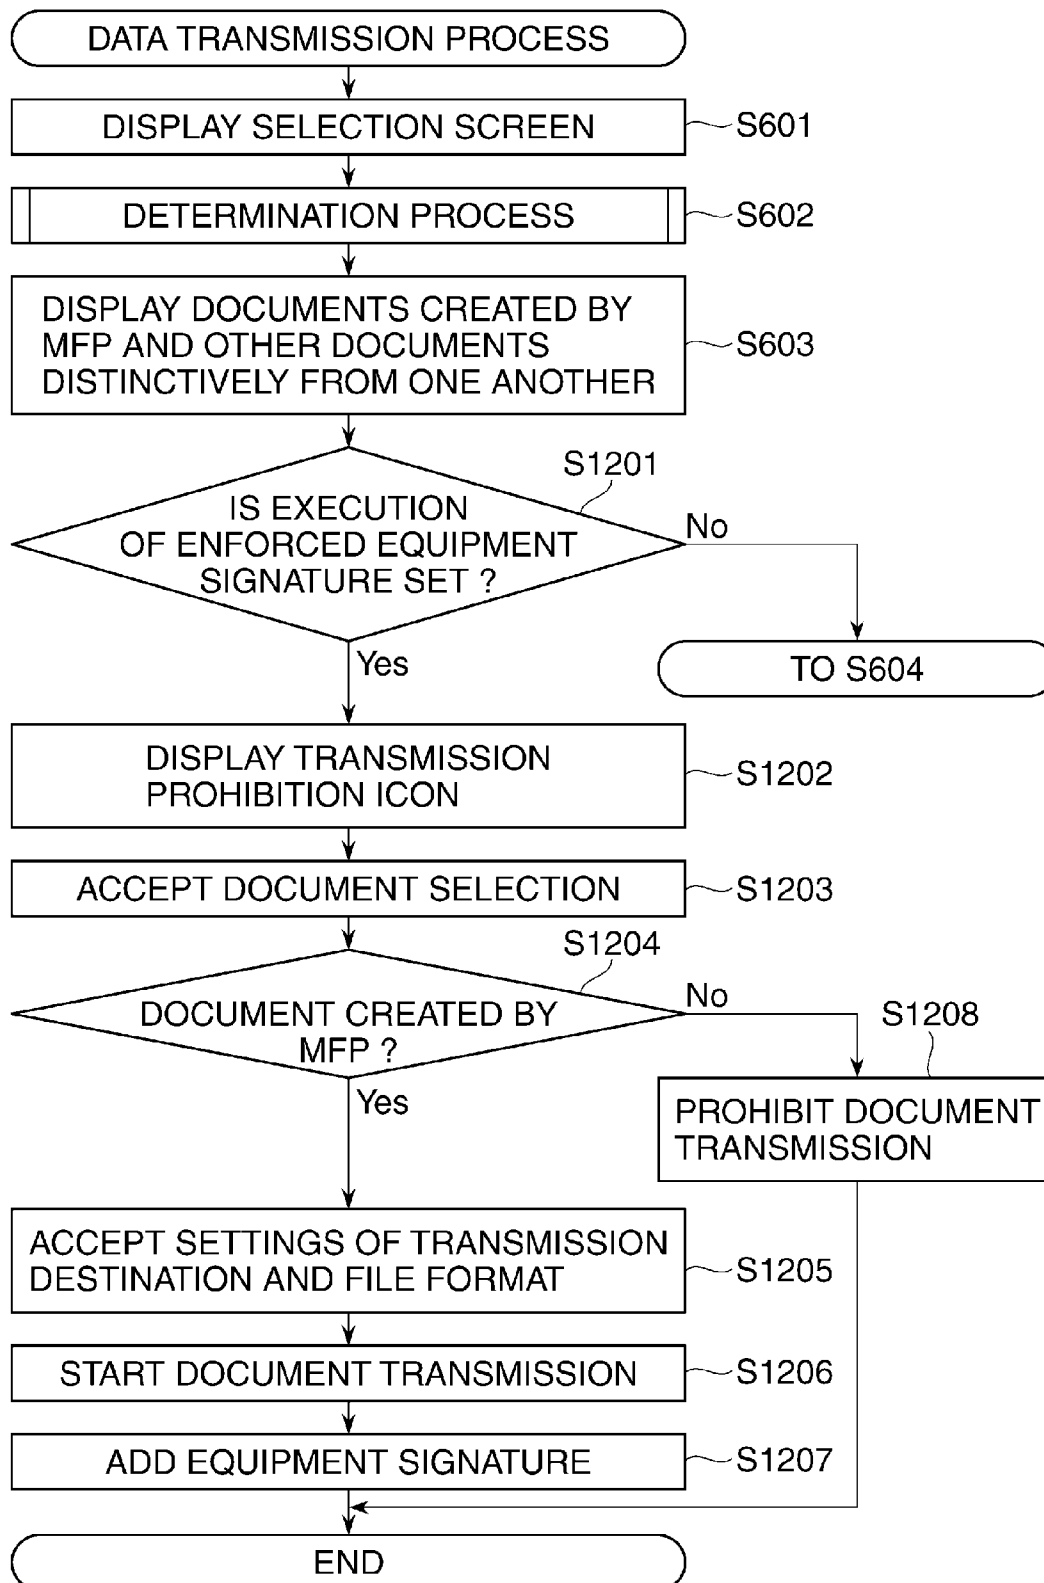 DATA TRANSMISSION PROCESS
DISPLAY SELECTION SCREEN
S601
DETERMINATION PROCESS
S602
DISPLAY DOCUMENTS CREATED BY
MFP AND OTHER DOCUMENTS
DISTINCTIVELY FROM ONE ANOTHER
S603
S1201
IS EXECUTION
OF ENFORCED EQUIPMENT
SIGNATURE SET ?
No
TO S604
Yes
DISPLAY TRANSMISSION
PROHIBITION ICON
S1202
ACCEPT DOCUMENT SELECTION
S1203
S1204
DOCUMENT CREATED BY
MFP ?
No
S1208
PROHIBIT DOCUMENT
TRANSMISSION
Yes
ACCEPT SETTINGS OF TRANSMISSION
DESTINATION AND FILE FORMAT
S1205
START DOCUMENT TRANSMISSION
S1206
ADD EQUIPMENT SIGNATURE
S1207
END